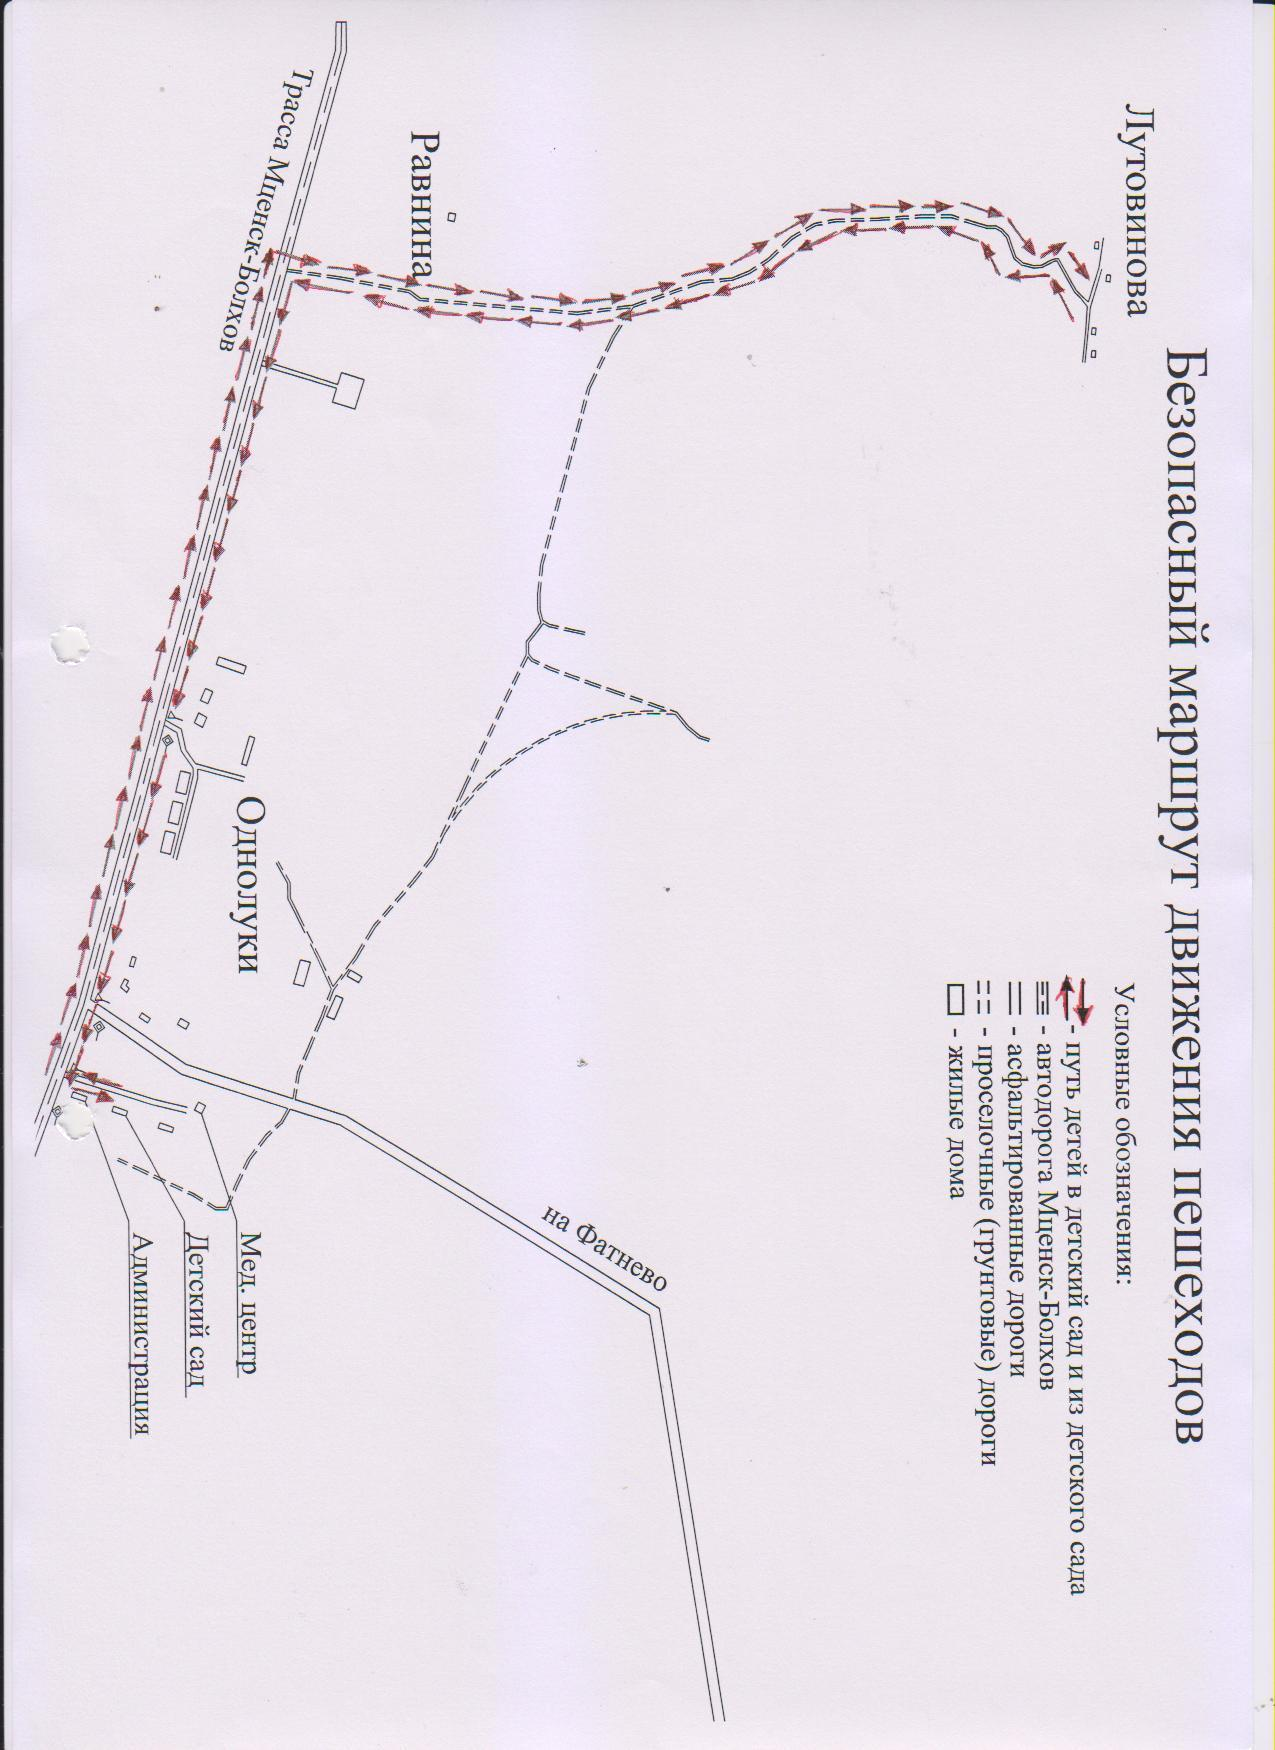 Безопасный маршрут движения пешеходов
Лутовинова
Условные обозначения:
- путь детей в детский сад и из детского сада
- автодорога Мценск-Болхов
- асфальтированные дороги
- проселочные (грунтовые) дороги
- жилые дома
Равнина
Трасса Мценск-Болхов
Однолуки
на Фатнево
Мед. центр
Детский сад
Администрация